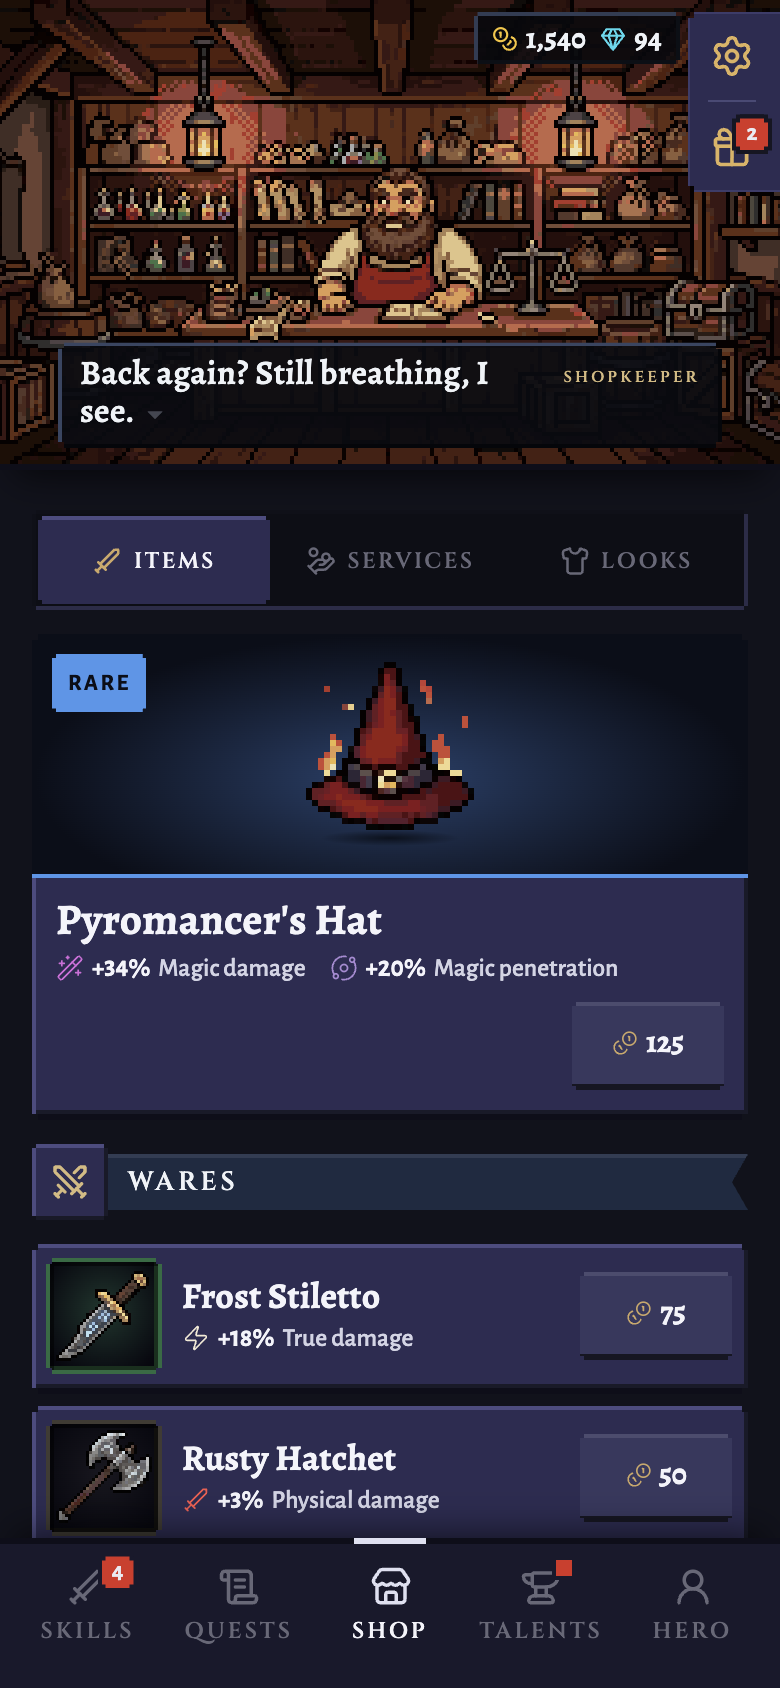 1,540 94
2
Back again? Still breathing, I
see.
SHOPKEEPER
ITEMS SERVICES LOOKS
RARE
Pyromancer's Hat
+34% Magic damage +20% Magic penetration
125
WARES
Frost Stiletto
+18% True damage
75
Rusty Hatchet
+3% Physical damage
50
4
SKILLS QUESTS SHOP TALENTS HERO